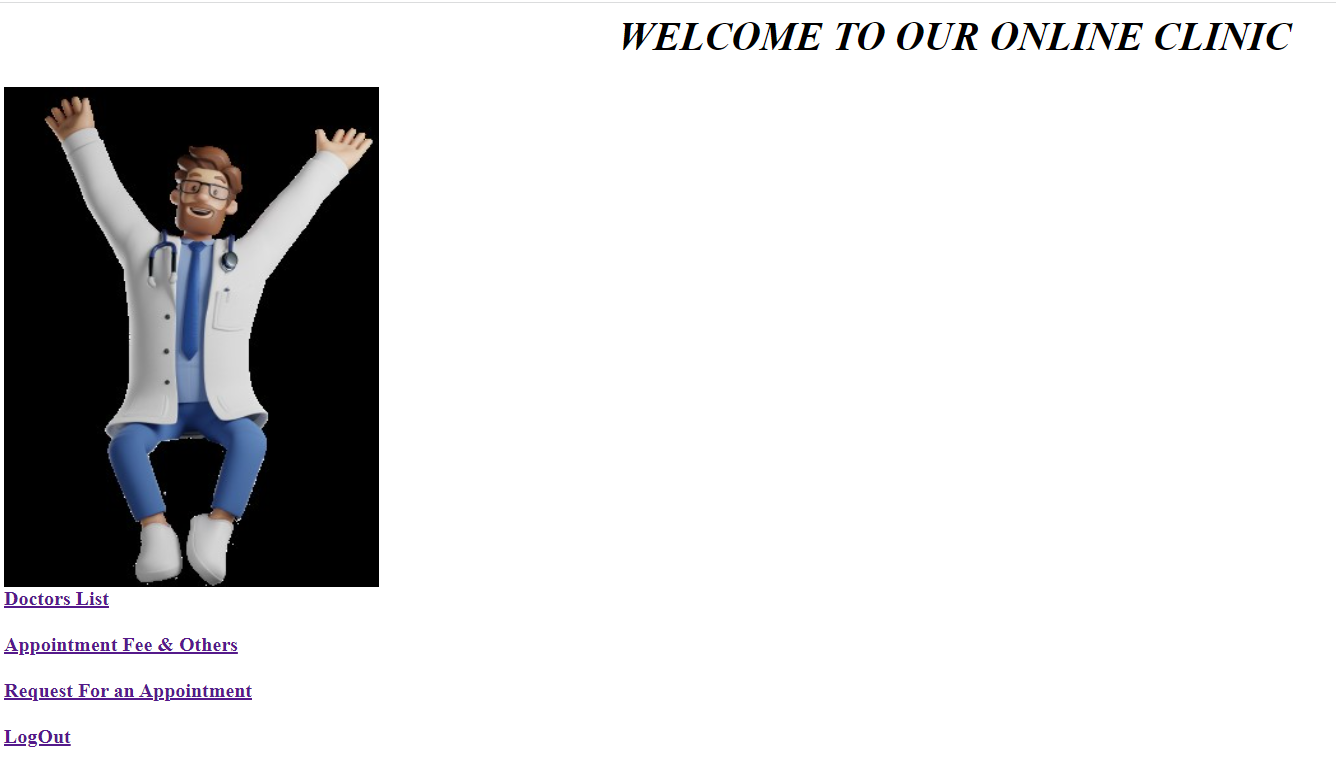 WELCOME TO OUR ONLINE CLINIC
Doctors List
Appointment Fee & Others
Request For an Appointment
LogOut